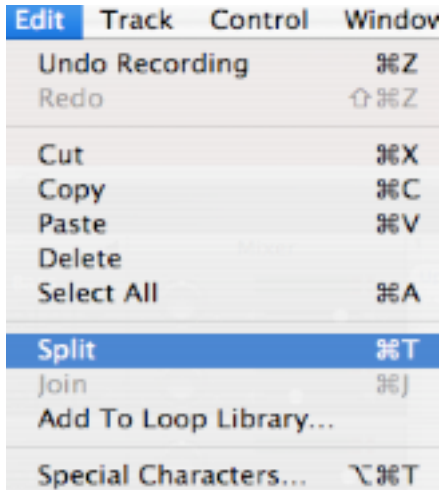 Edit Track Control Window
Undo Recording ⌘Z
Redo ⇧⌘Z
Cut ⌘X
Copy ⌘C
Paste ⌘V
Delete
Select All ⌘A
Split ⌘T
Join ⌘J
Add To Loop Library...
Special Characters... ⌥⌘T